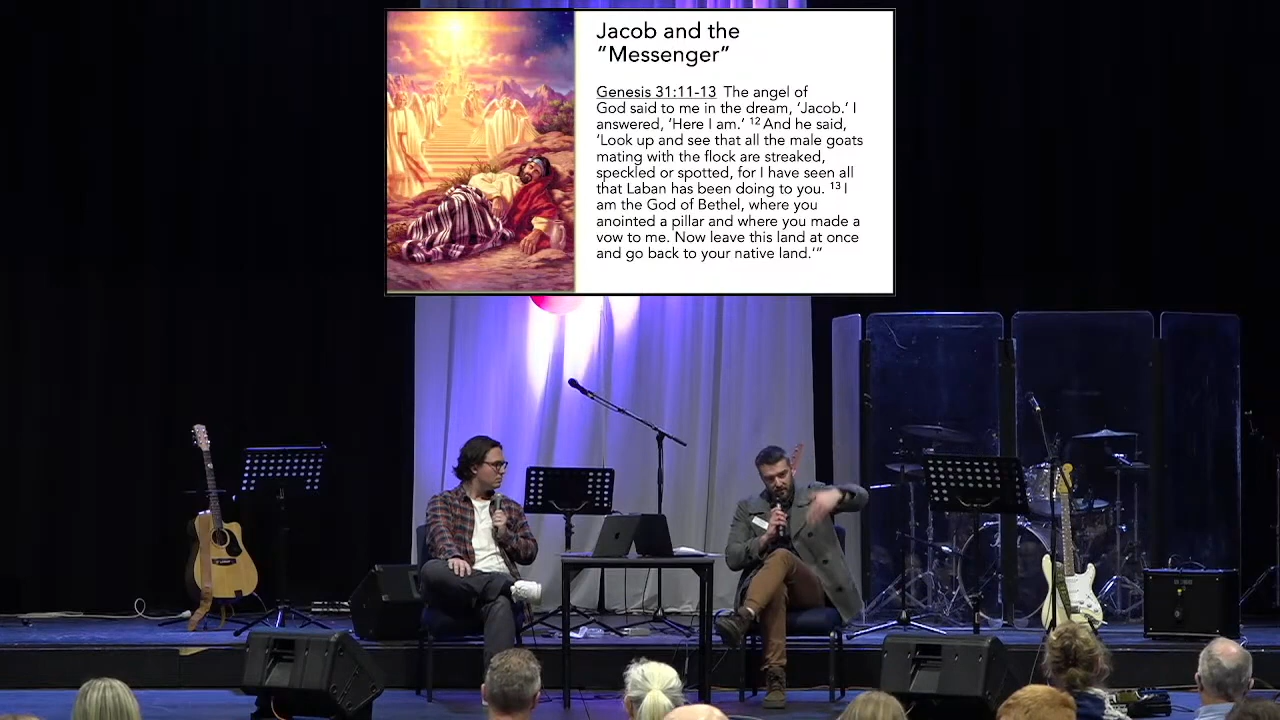 Jacob and the
“Messenger”
Genesis 31:11-13 The angel of
God said to me in the dream, ‘Jacob.’ I
answered, ‘Here I am.’ 12 And he said,
‘Look up and see that all the male goats
mating with the flock are streaked,
speckled or spotted, for I have seen all
that Laban has been doing to you. 13 I
am the God of Bethel, where you
anointed a pillar and where you made a
vow to me. Now leave this land at once
and go back to your native land.’”